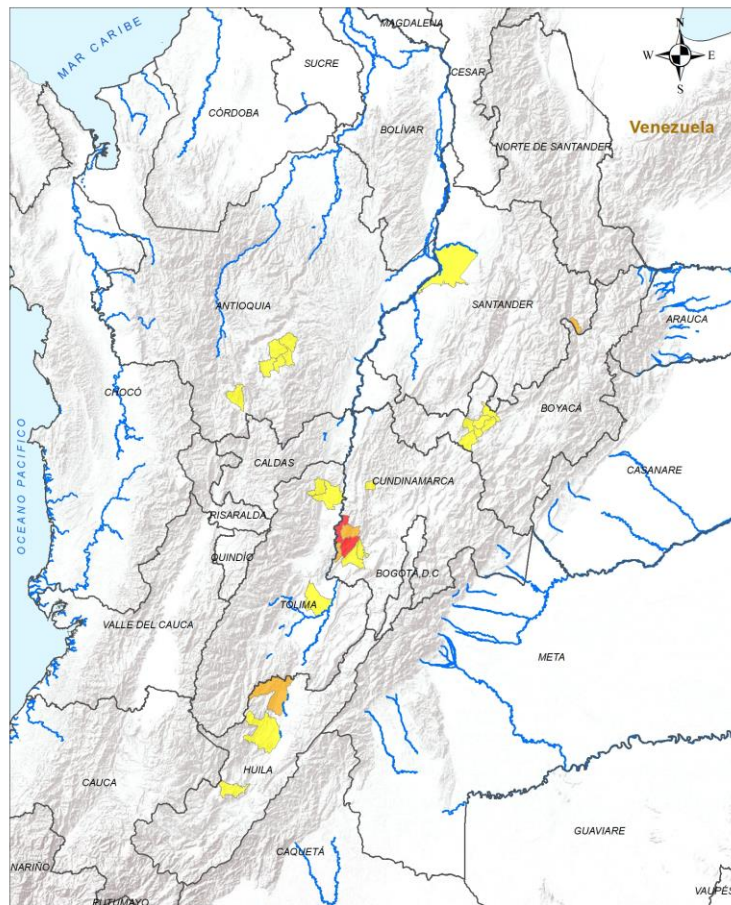 MAGDALENA
N
MAR CARIBE
SUCRE
CESAR
W
E
S
CÓRDOBA
BOLÍVAR
Venezuela
NORTE DE SANTANDER
ANTIOQUIA
SANTANDER
ARAUCA
CHOCÓ
BOYACÁ
CALDAS
CUNDINAMARCA
CASANARE
OCEANO PACIFICO
RISARALDA
QUINDÍO
BOGOTÁ,D.C
TOLIMA
VALLE DEL CAUCA
META
HUILA
CAUCA
GUAVIARE
CAQUETÁ
NARIÑO
PUTUMAYO
VAUPÉS